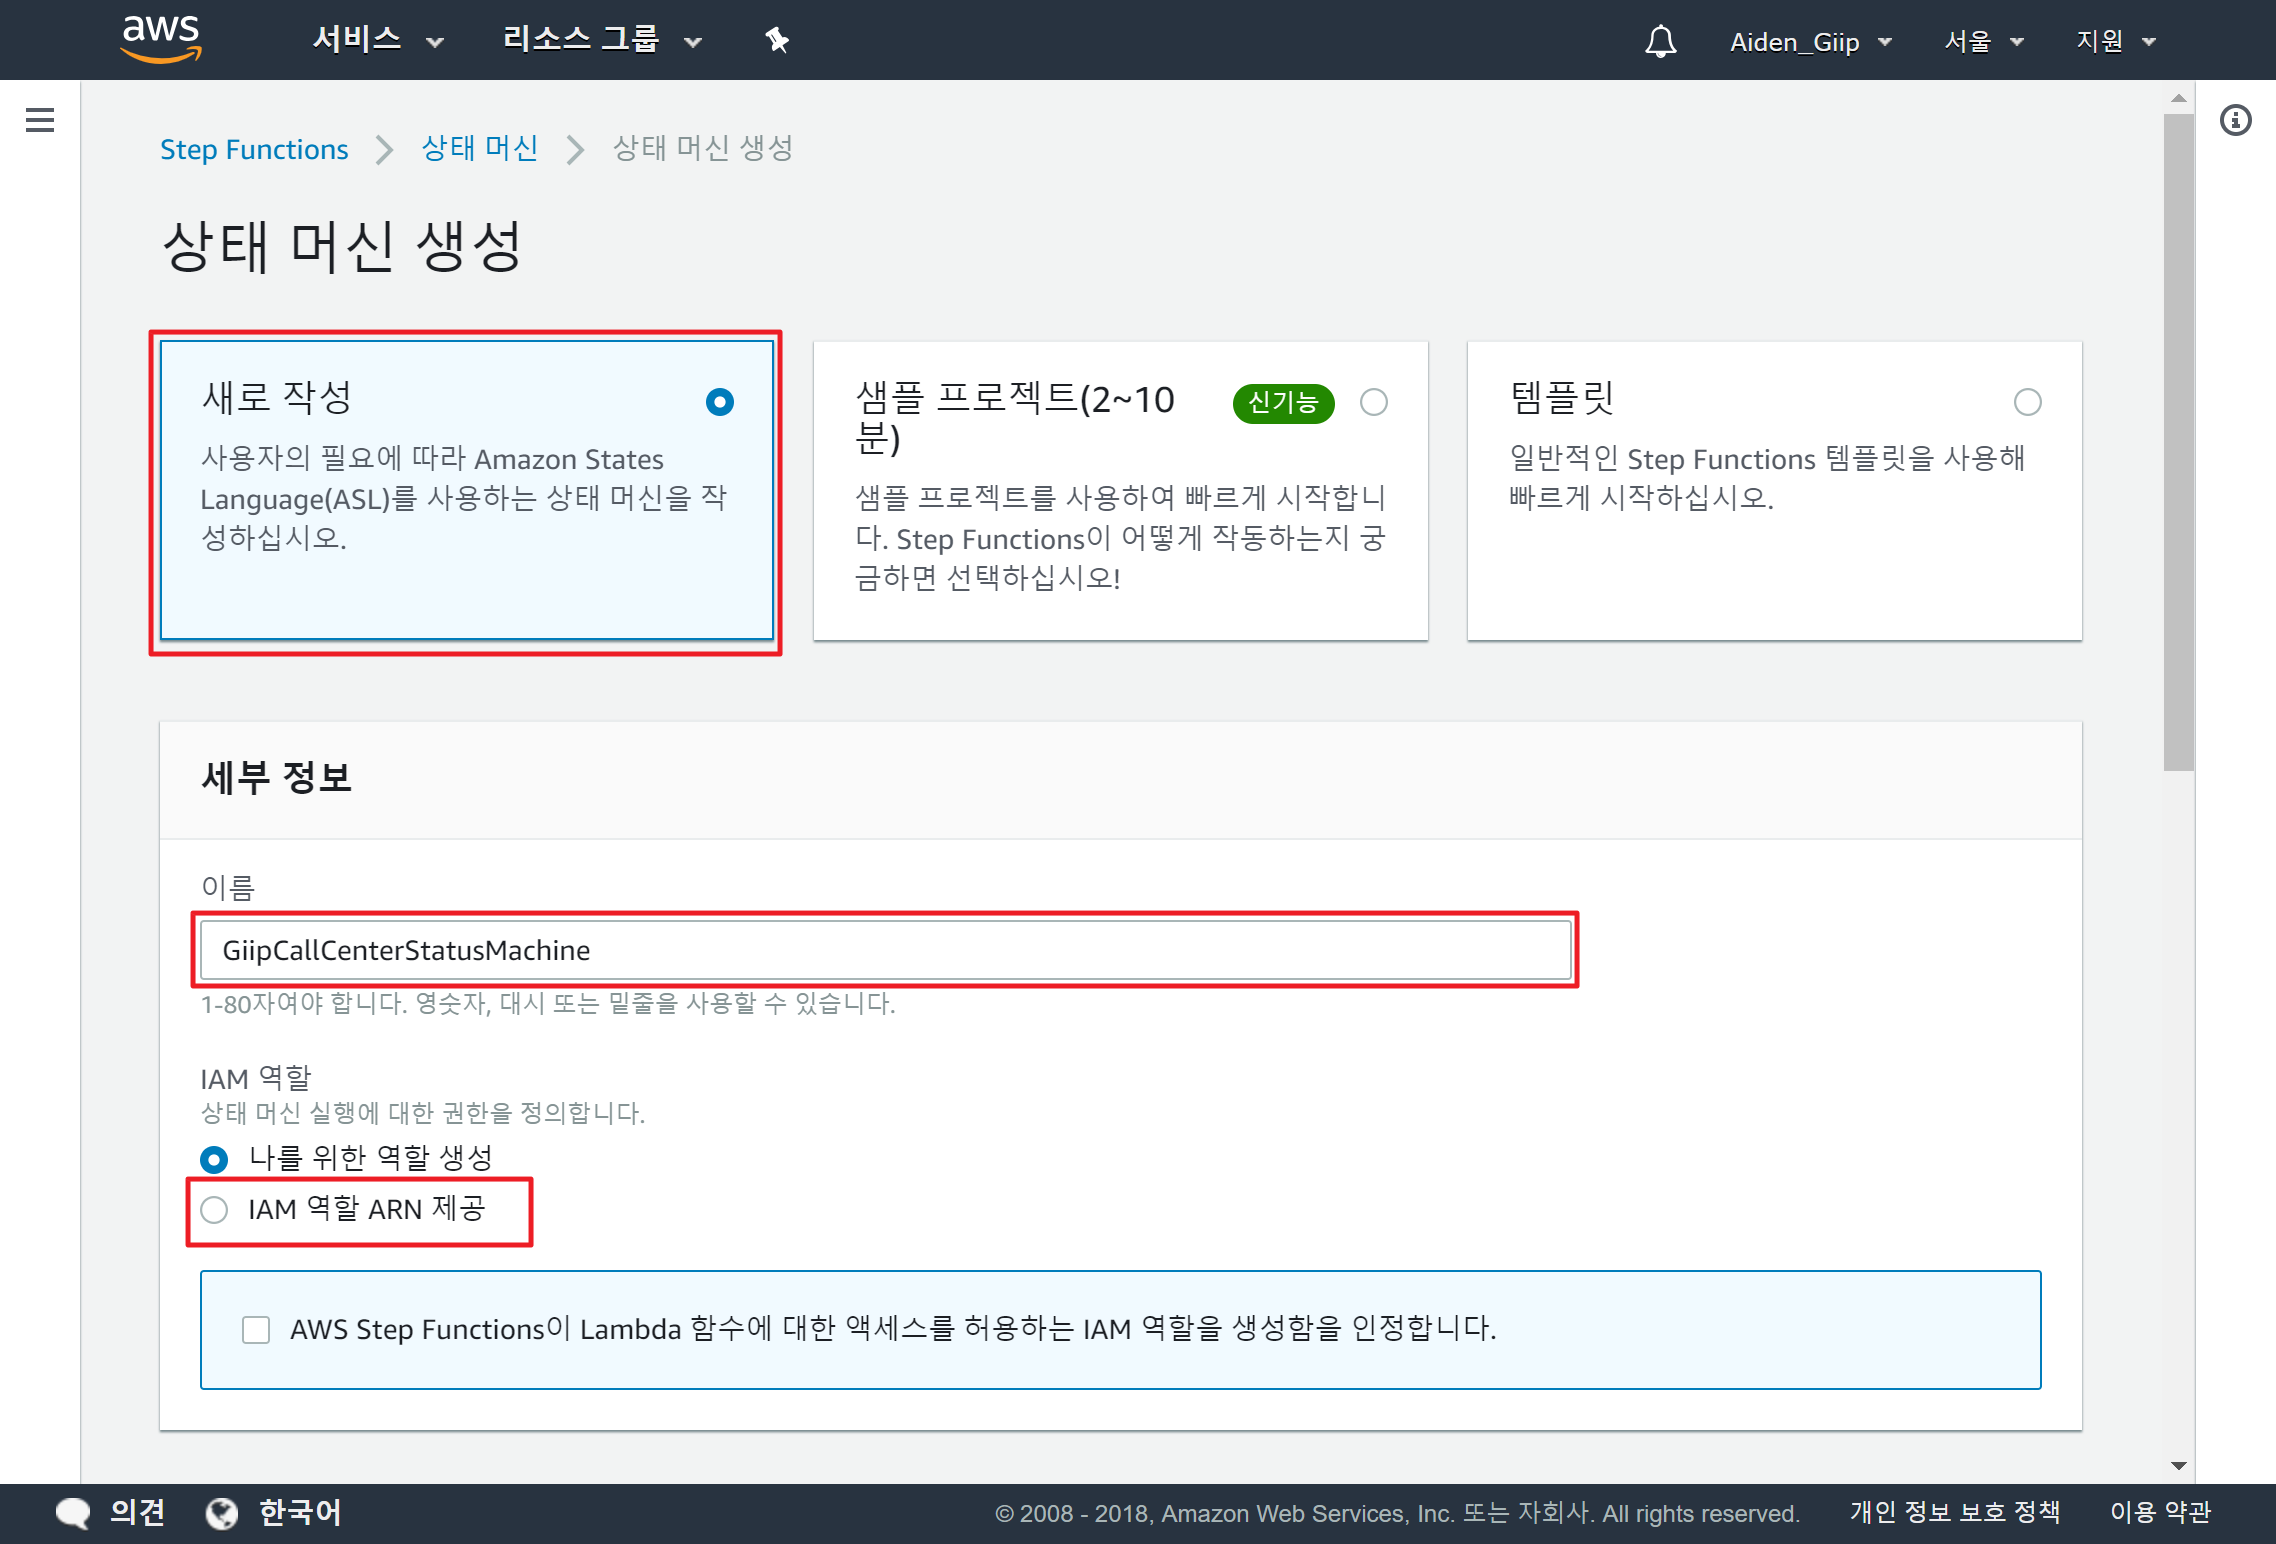 aws 서비스 리소스 그룹 Aiden_Giip 서울 지원
Step Functions 상태 머신 상태 머신 생성
상태 머신 생성
새로 작성
사용자의 필요에 따라 Amazon States
Language(ASL)를 사용하는 상태 머신을 작
성하십시오.
샘플 프로젝트(2~10
분)
신기능
샘플 프로젝트를 사용하여 빠르게 시작합니
다. Step Functions이 어떻게 작동하는지 궁
금하면 선택하십시오!
템플릿
일반적인 Step Functions 템플릿을 사용해
빠르게 시작하십시오.
세부 정보
이름
GiipCallCenterStatusMachine
1-80자여야 합니다. 영숫자, 대시 또는 밑줄을 사용할 수 있습니다.
IAM 역할
상태 머신 실행에 대한 권한을 정의합니다.
나를 위한 역할 생성
IAM 역할 ARN 제공
AWS Step Functions이 Lambda 함수에 대한 액세스를 허용하는 IAM 역할을 생성함을 인정합니다.
의견 한국어 © 2008 - 2018, Amazon Web Services, Inc. 또는 자회사. All rights reserved. 개인 정보 보호 정책 이용 약관